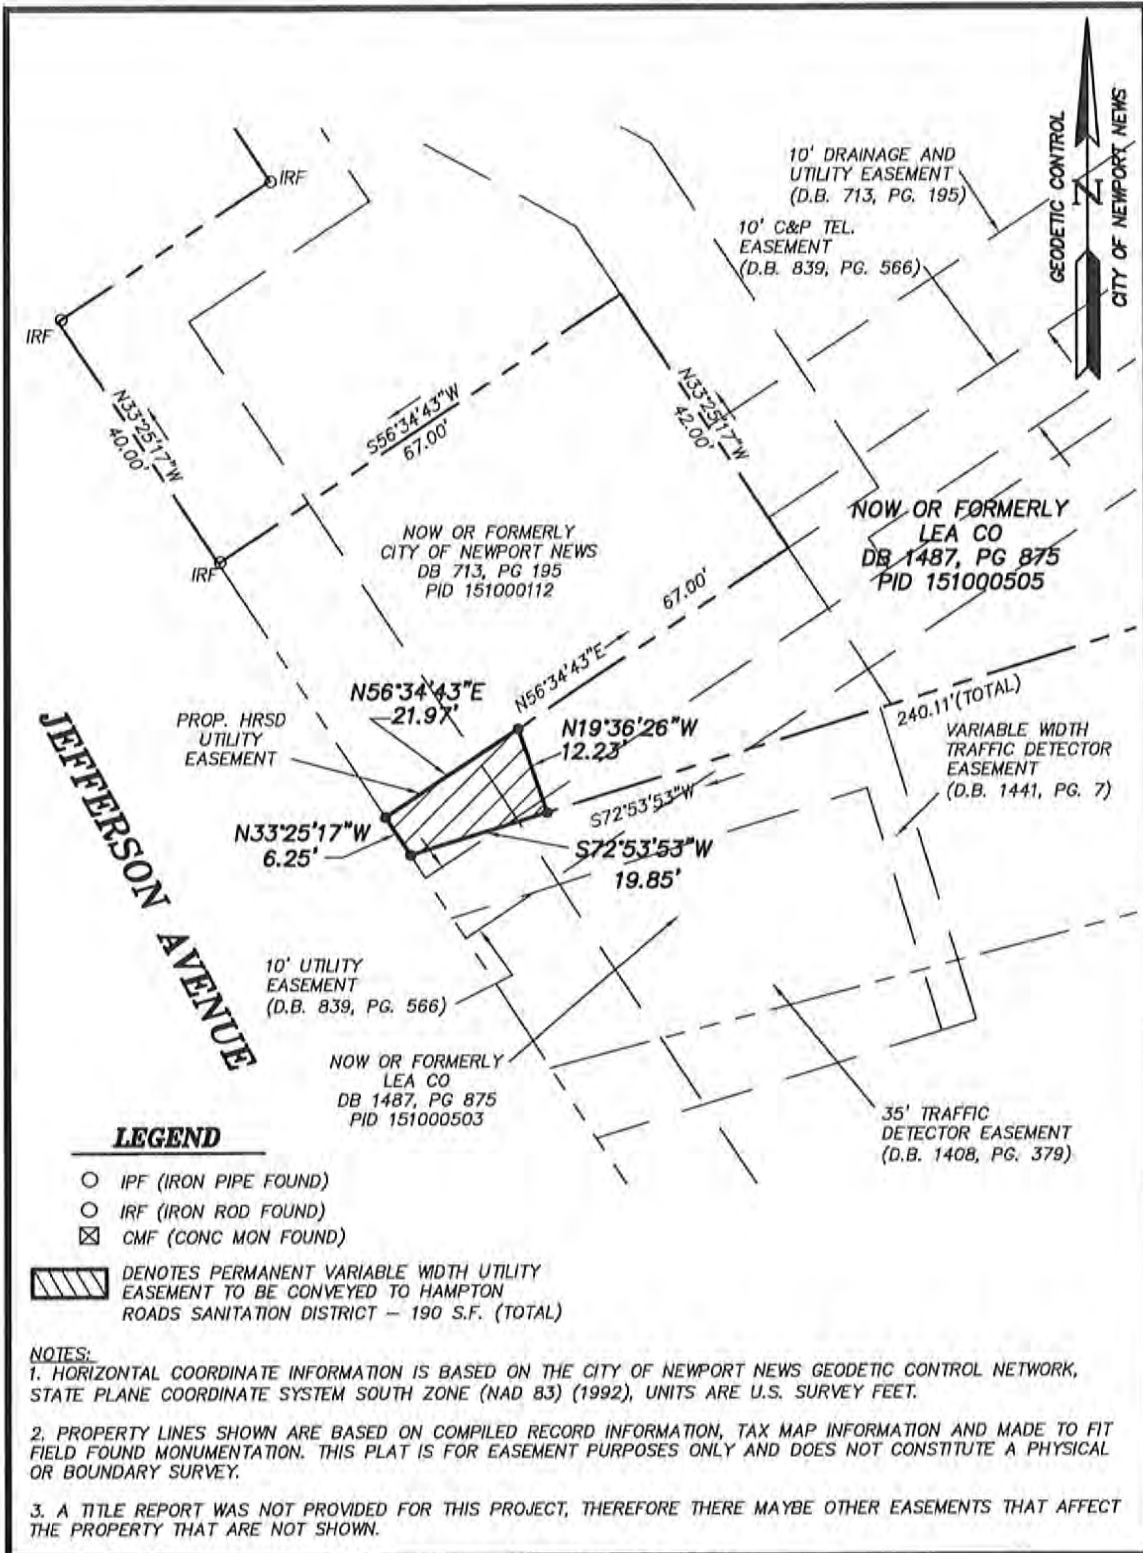 GEODETIC CONTROL
N
CITY OF NEWPORT NEWS
10' DRAINAGE AND
UTILITY EASEMENT
(D.B. 713, PG. 195)
10' C&P TEL.
EASEMENT
(D.B. 839, PG. 566)
IRF
IRF
N33°25'17"W
40.00'
S56°34'43"W
67.00'
N33°25'17"W
42.00'
IRF
NOW OR FORMERLY
CITY OF NEWPORT NEWS
DB 713, PG 195
PID 151000112
NOW OR FORMERLY
LEA CO
DB 1487, PG 875
PID 151000505
67.00'
N56°34'43"E
N56°34'43"E
21.97'
PROP. HRSD
UTILITY
EASEMENT
N19°36'26"W
12.23'
240.11'(TOTAL)
VARIABLE WIDTH
TRAFFIC DETECTOR
EASEMENT
(D.B. 1441, PG. 7)
S72°53'53"W
N33°25'17"W
6.25'
S72°53'53"W
19.85'
JEFFERSON AVENUE
10' UTILITY
EASEMENT
(D.B. 839, PG. 566)
NOW OR FORMERLY
LEA CO
DB 1487, PG 875
PID 151000503
35' TRAFFIC
DETECTOR EASEMENT
(D.B. 1408, PG. 379)
LEGEND
IPF (IRON PIPE FOUND)
IRF (IRON ROD FOUND)
CMF (CONC MON FOUND)
DENOTES PERMANENT VARIABLE WIDTH UTILITY
EASEMENT TO BE CONVEYED TO HAMPTON
ROADS SANITATION DISTRICT – 190 S.F. (TOTAL)
NOTES:
1. HORIZONTAL COORDINATE INFORMATION IS BASED ON THE CITY OF NEWPORT NEWS GEODETIC CONTROL NETWORK,
STATE PLANE COORDINATE SYSTEM SOUTH ZONE (NAD 83) (1992), UNITS ARE U.S. SURVEY FEET.
2. PROPERTY LINES SHOWN ARE BASED ON COMPILED RECORD INFORMATION, TAX MAP INFORMATION AND MADE TO FIT
FIELD FOUND MONUMENTATION. THIS PLAT IS FOR EASEMENT PURPOSES ONLY AND DOES NOT CONSTITUTE A PHYSICAL
OR BOUNDARY SURVEY.
3. A TITLE REPORT WAS NOT PROVIDED FOR THIS PROJECT, THEREFORE THERE MAYBE OTHER EASEMENTS THAT AFFECT
THE PROPERTY THAT ARE NOT SHOWN.